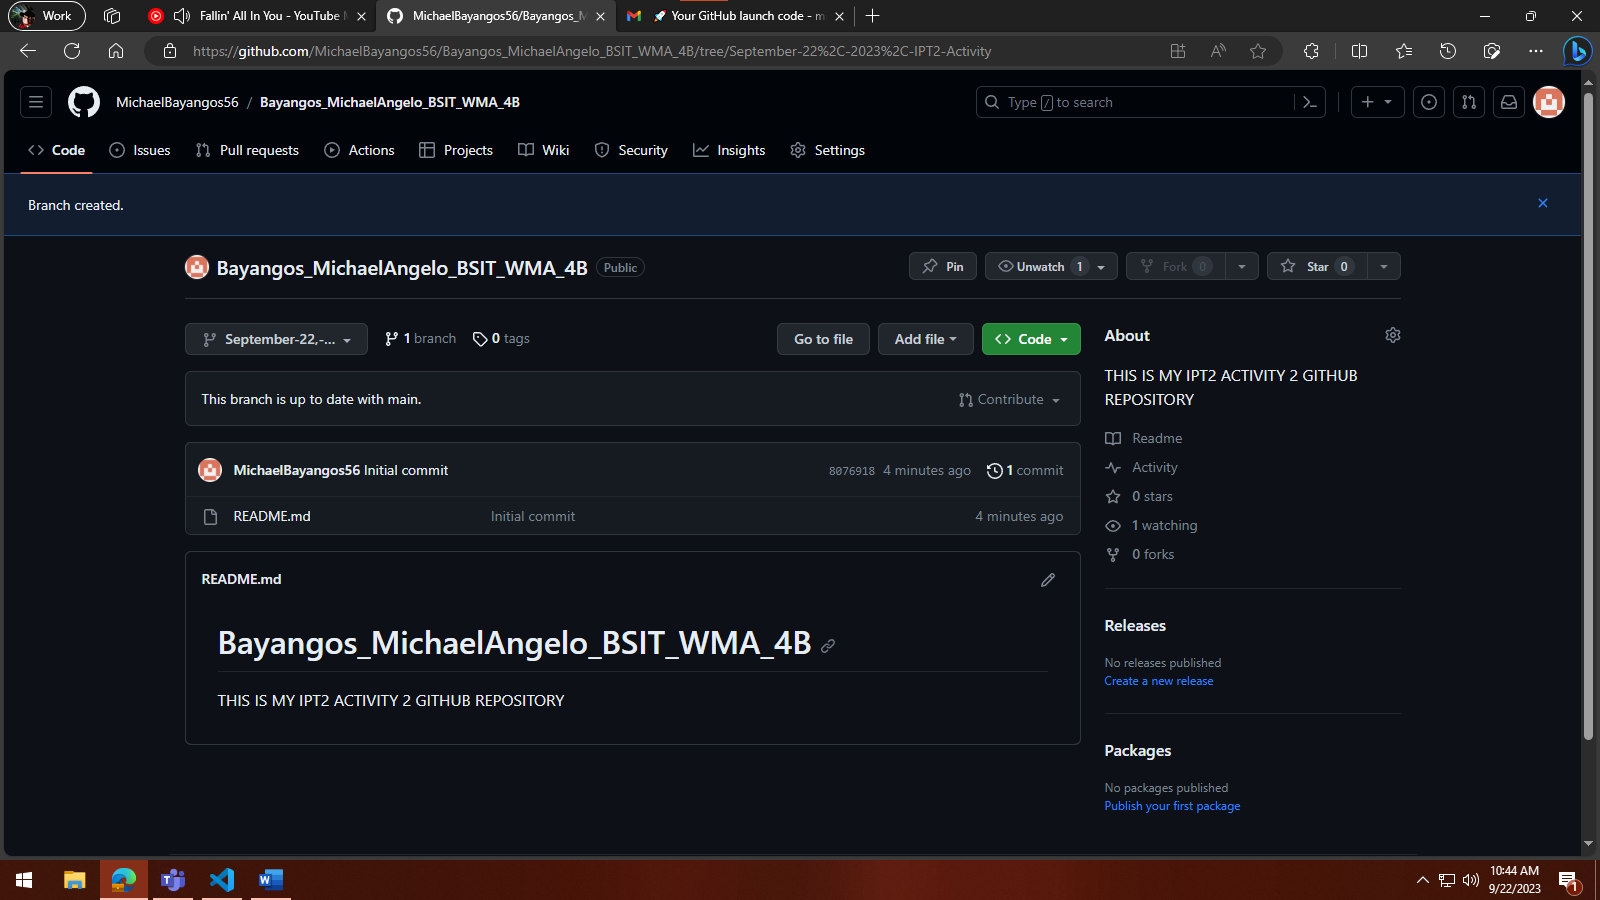 Work
Fallin' All In You - YouTube M
MichaelBayangos56/Bayangos_M
🚀 Your GitHub launch code - m
https://github.com/MichaelBayangos56/Bayangos_MichaelAngelo_BSIT_WMA_4B/tree/September-22%2C-2023%2C-IPT2-Activity
MichaelBayangos56 / Bayangos_MichaelAngelo_BSIT_WMA_4B
Type / to search
Code Issues Pull requests Actions Projects Wiki Security Insights Settings
Branch created.
Bayangos_MichaelAngelo_BSIT_WMA_4B Public
Pin Unwatch 1 Fork 0 Star 0
September-22,-... 1 branch 0 tags
Go to file Add file Code
This branch is up to date with main.
Contribute
MichaelBayangos56 Initial commit 8076918 4 minutes ago 1 commit
README.md Initial commit 4 minutes ago
README.md
Bayangos_MichaelAngelo_BSIT_WMA_4B
THIS IS MY IPT2 ACTIVITY 2 GITHUB REPOSITORY
About
THIS IS MY IPT2 ACTIVITY 2 GITHUB
REPOSITORY
Readme
Activity
0 stars
1 watching
0 forks
Releases
No releases published
Create a new release
Packages
No packages published
Publish your first package
10:44 AM
9/22/2023
1